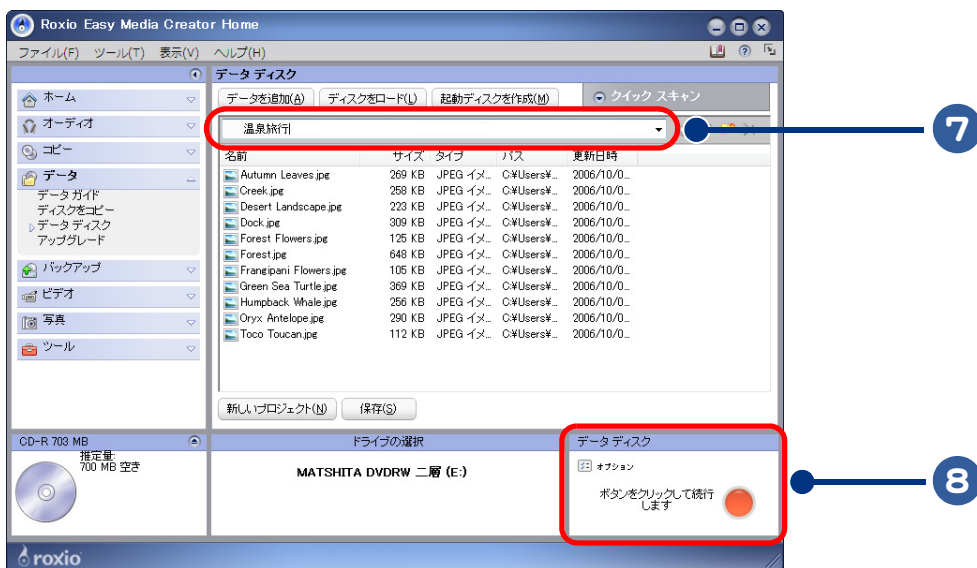 Roxio Easy Media Creator Home
ファイル(F) ツール(T) 表示(V) ヘルプ(H)
データ ディスク
ホーム
オーディオ
コピー
データ
データ ガイド
ディスクをコピー
データ ディスク
アップグレード
バックアップ
ビデオ
写真
ツール
データを追加(A) ディスクをロード(L) 起動ディスクを作成(M) クイック スキャン
温泉旅行
7
名前 サイズ タイプ パス 更新日時
Autumn Leaves.jpg 269 KB JPEG イメ... C:¥Users¥... 2006/10/0...
Creek.jpg 258 KB JPEG イメ... C:¥Users¥... 2006/10/0...
Desert Landscape.jpg 223 KB JPEG イメ... C:¥Users¥... 2006/10/0...
Dock.jpg 309 KB JPEG イメ... C:¥Users¥... 2006/10/0...
Forest Flowers.jpg 125 KB JPEG イメ... C:¥Users¥... 2006/10/0...
Forest.jpg 648 KB JPEG イメ... C:¥Users¥... 2006/10/0...
Frangipani Flowers.jpg 105 KB JPEG イメ... C:¥Users¥... 2006/10/0...
Green Sea Turtle.jpg 369 KB JPEG イメ... C:¥Users¥... 2006/10/0...
Humpback Whale.jpg 256 KB JPEG イメ... C:¥Users¥... 2006/10/0...
Oryx Antelope.jpg 290 KB JPEG イメ... C:¥Users¥... 2006/10/0...
Toco Toucan.jpg 112 KB JPEG イメ... C:¥Users¥... 2006/10/0...
新しいプロジェクト(N) 保存(S)
CD-R 703 MB
推定量:
700 MB 空き
ドライブの選択
MATSHITA DVDRW 二層 (E:)
データ ディスク
オプション
ボタンをクリックして続行
します
8
roxio